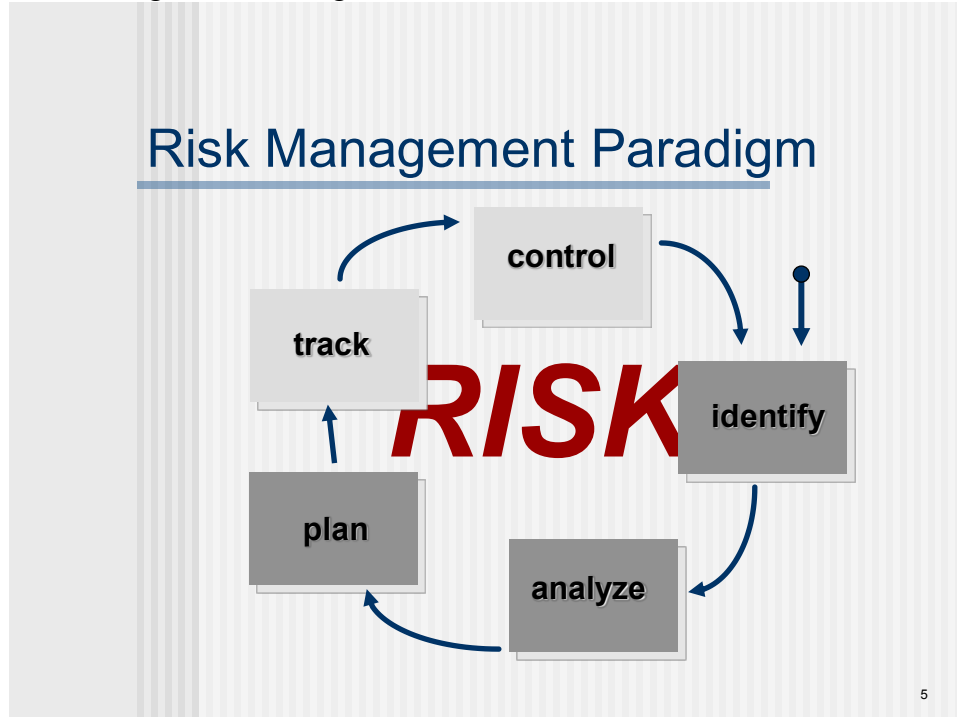 Risk Management Paradigm
control
track
RISK
identify
plan
analyze
5